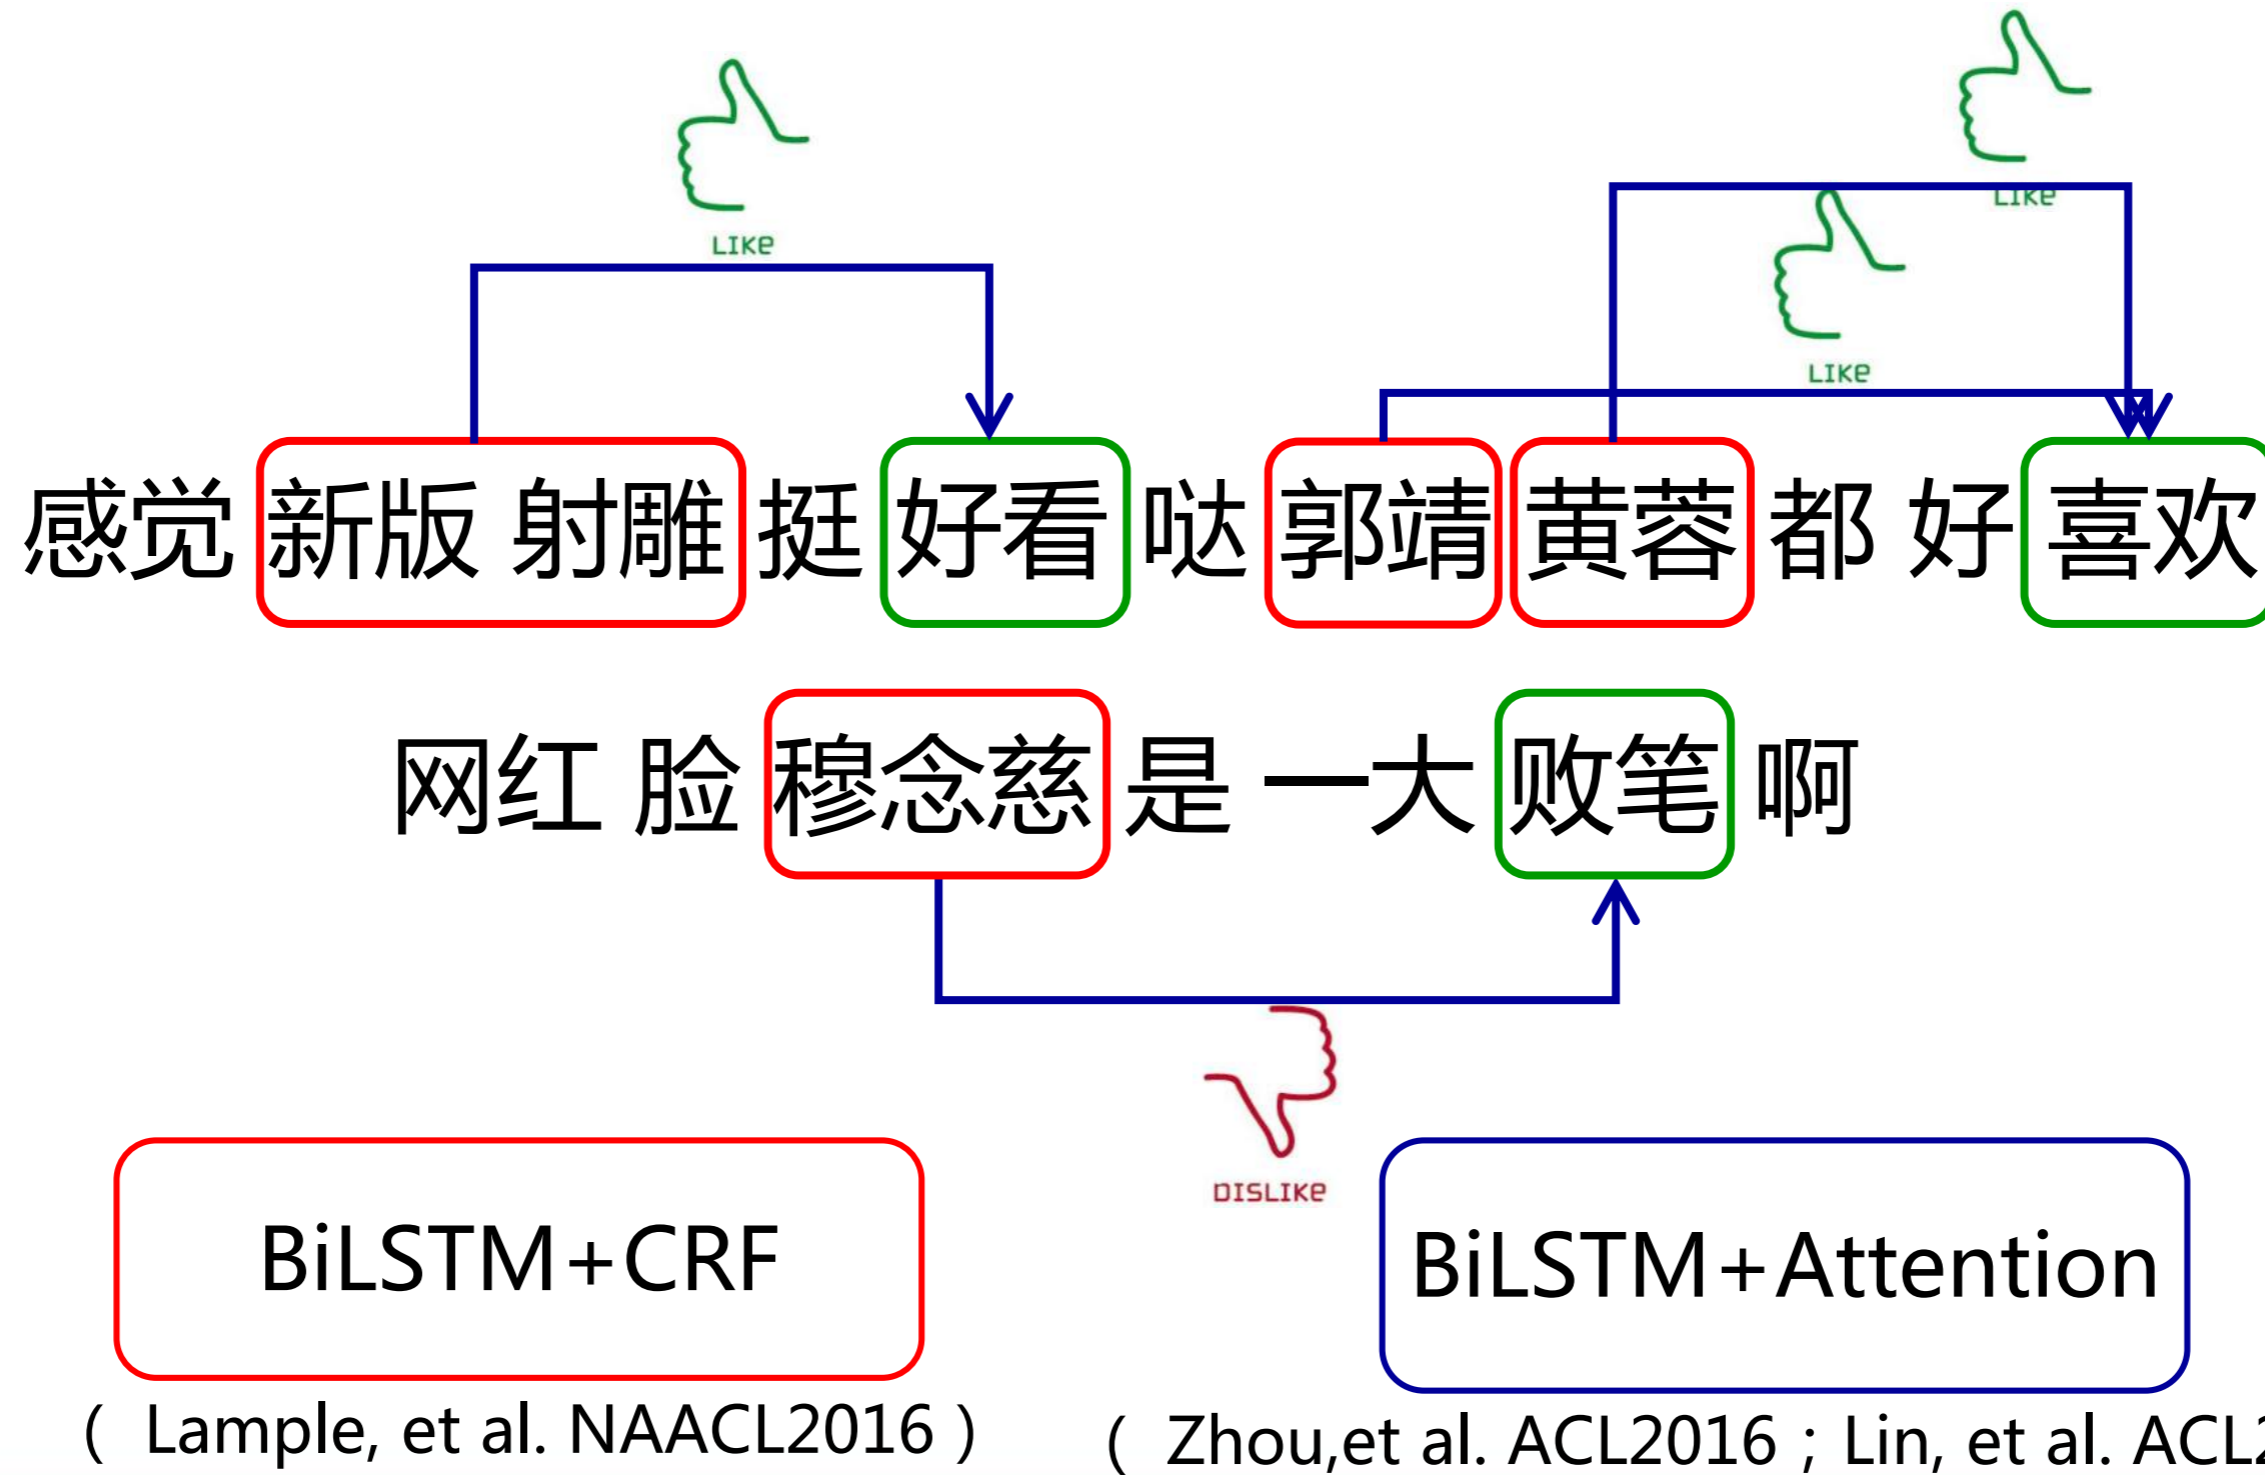 LIKE
LIKE
LIKE
感觉 新版 射雕 挺 好看 哒 郭靖 黄蓉 都 好 喜欢
网红 脸 穆念慈 是 一大 败笔 啊
DISLIKE
BiLSTM+CRF
BiLSTM+Attention
( Lample, et al. NAACL2016 )
( Zhou,et al. ACL2016 ; Lin, et al.